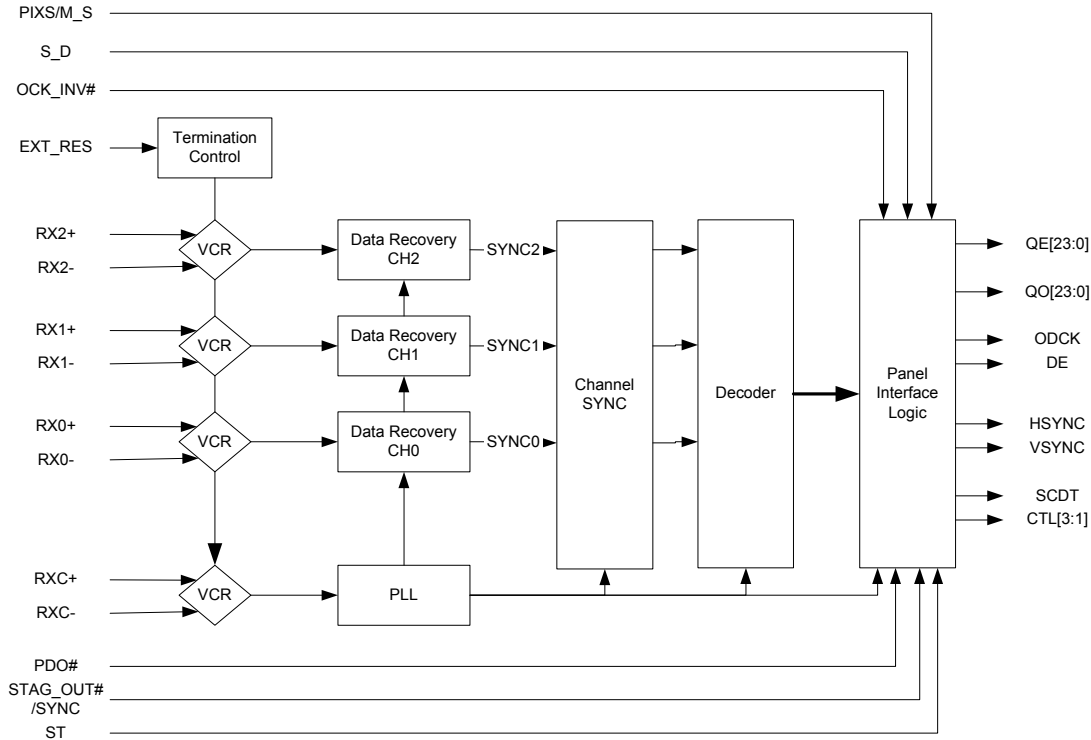 PIXS/M_S
S_D
OCK_INV#
EXT_RES
Termination
Control
RX2+
RX2-
VCR
Data Recovery
CH2
SYNC2
RX1+
RX1-
VCR
Data Recovery
CH1
SYNC1
RX0+
RX0-
VCR
Data Recovery
CH0
SYNC0
RXC+
RXC-
VCR
PLL
Channel
SYNC
Decoder
Panel
Interface
Logic
QE[23:0]
QO[23:0]
ODCK
DE
HSYNC
VSYNC
SCDT
CTL[3:1]
PDO#
STAG_OUT#
/SYNC
ST